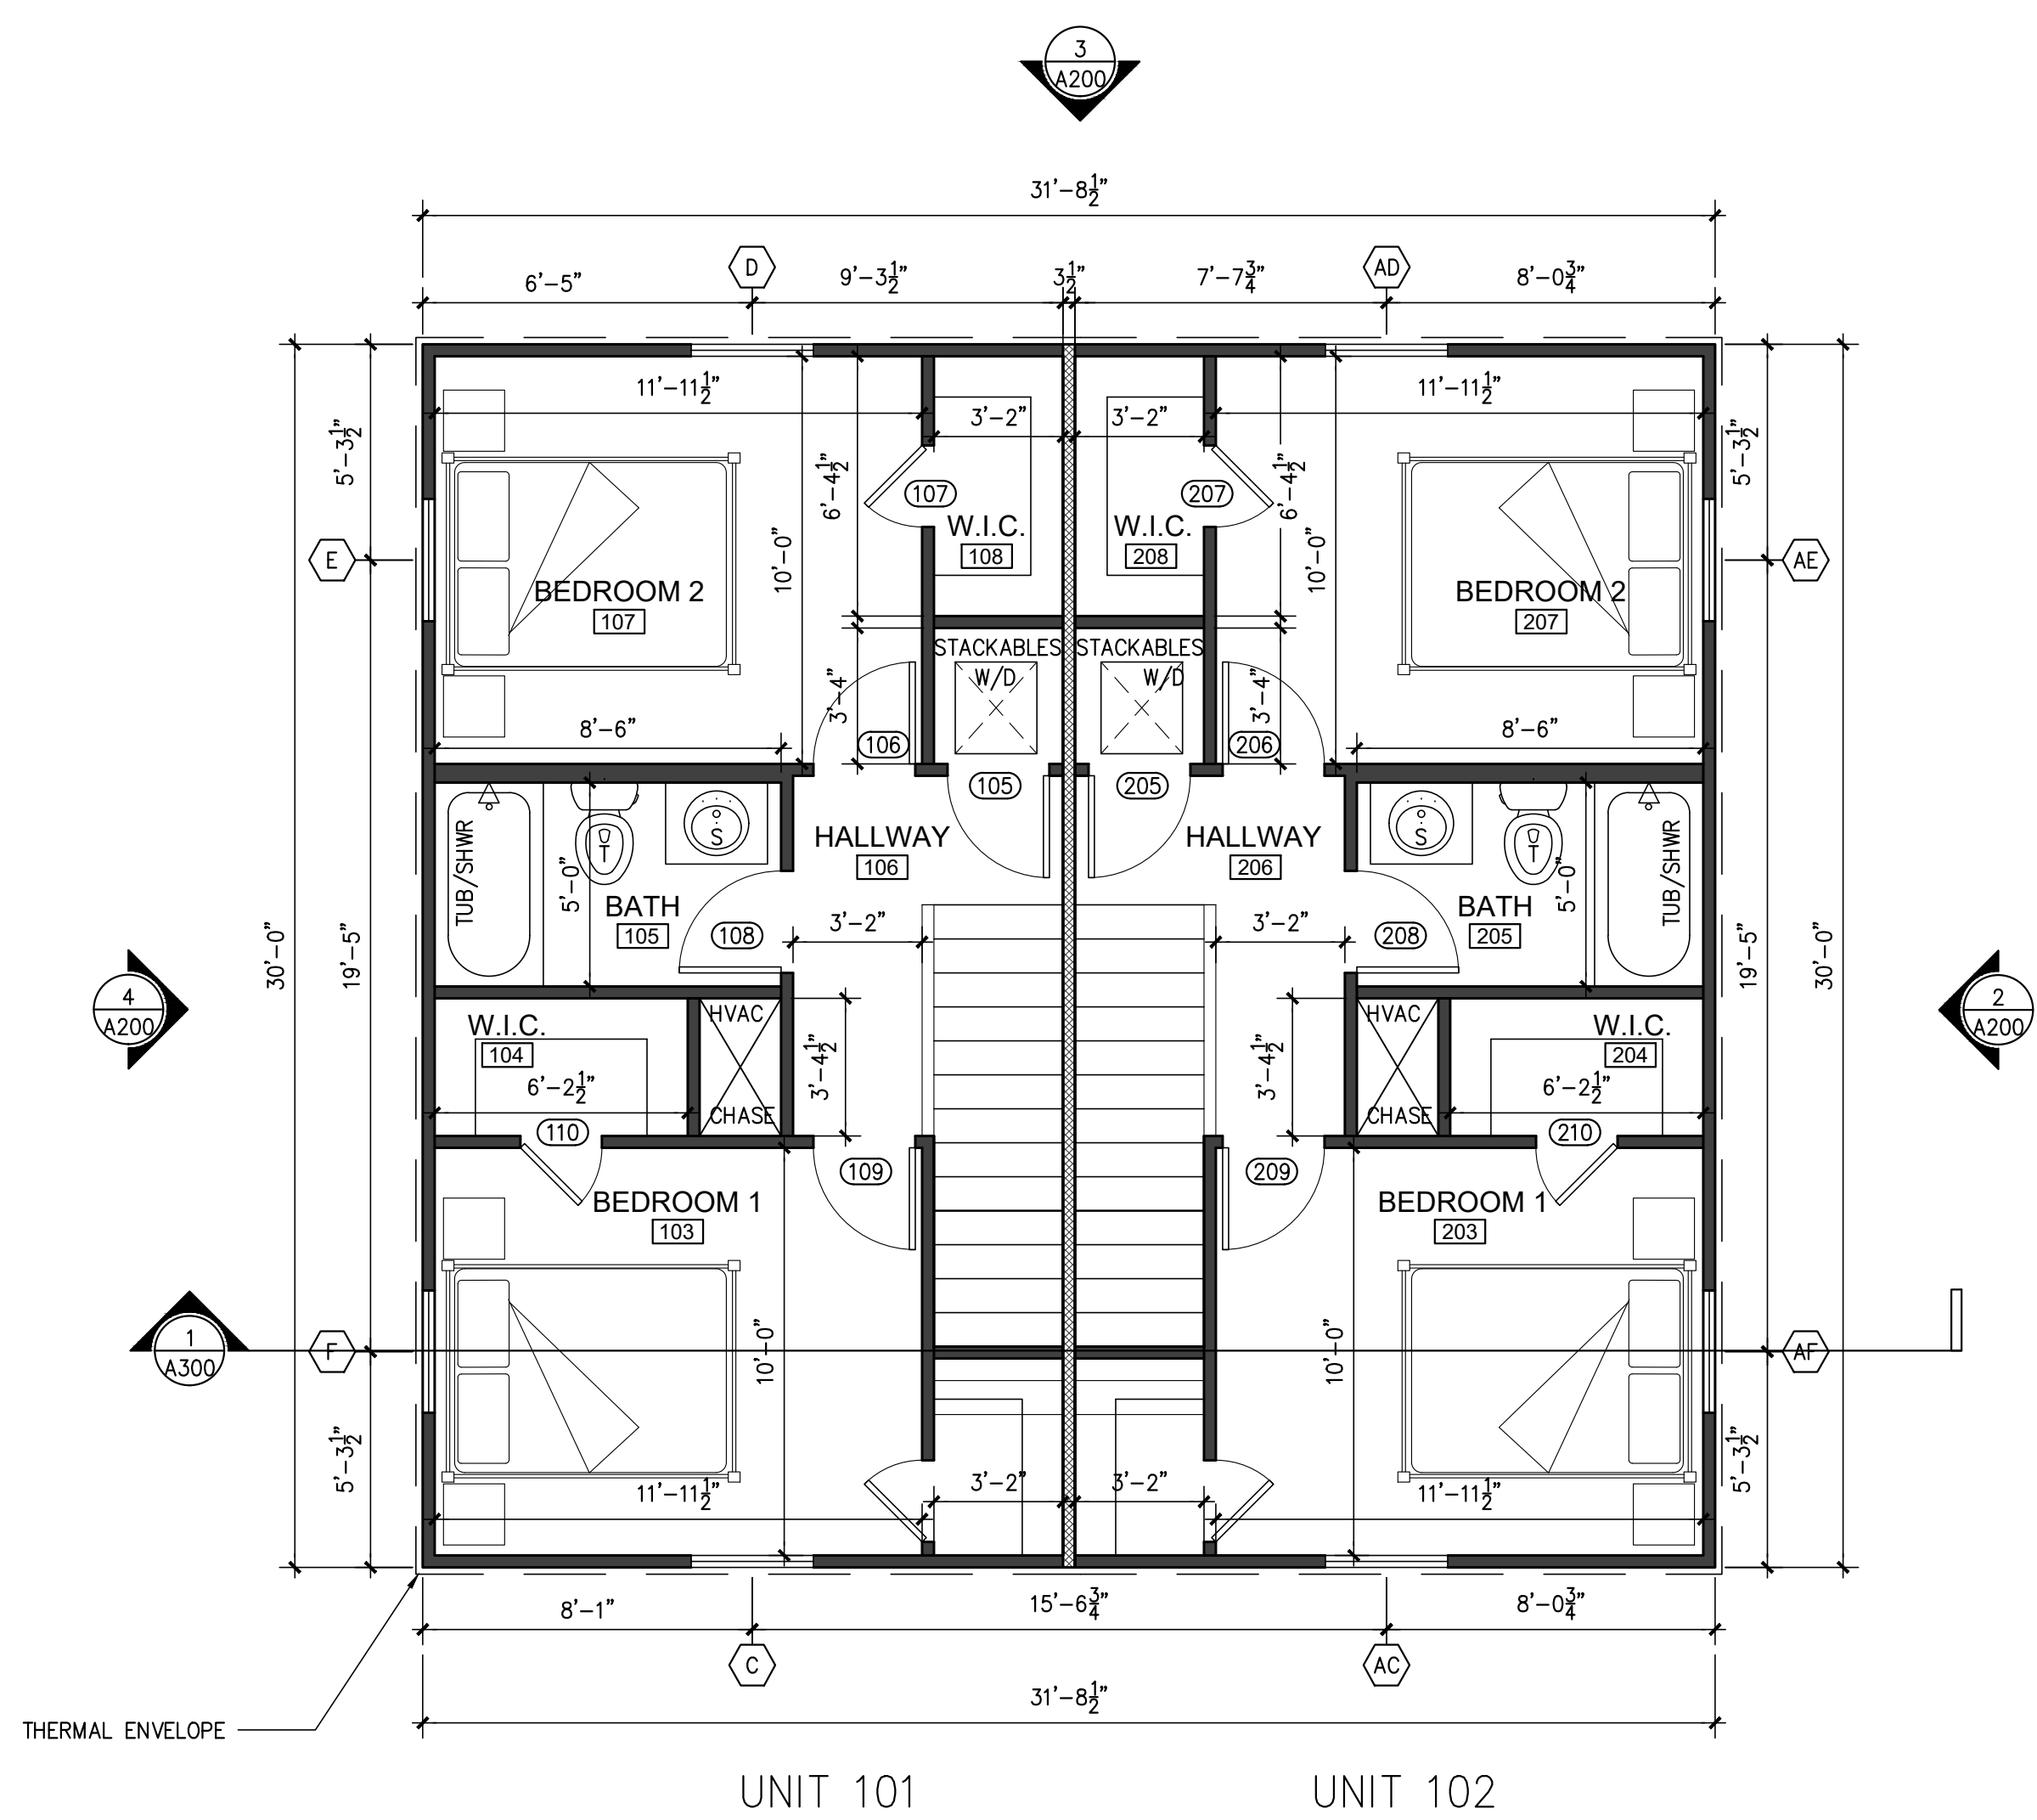 3
A200
31'-8½"
D
AD
6'-5"
9'-3½"
3½"
7'-7¾"
8'-0¾"
11'-11½"
3'-2"
3'-2"
11'-11½"
5'-3½"
6'-4½"
6'-4½"
5'-3½"
107
207
W.I.C.
108
W.I.C.
208
E
10'-0"
10'-0"
AE
BEDROOM 2
107
BEDROOM 2
207
STACKABLES
W/D
STACKABLES
W/D
3'-4"
3'-4"
8'-6"
8'-6"
106
206
105
205
TUB/SHWR
T
S
HALLWAY
106
HALLWAY
206
S
T
TUB/SHWR
5'-0"
5'-0"
BATH
105
BATH
205
108
3'-2"
3'-2"
208
30'-0"
19'-5"
19'-5"
30'-0"
4
A200
2
A200
W.I.C.
104
HVAC
CHASE
HVAC
CHASE
W.I.C.
204
6'-2½"
3'-4½"
3'-4½"
6'-2½"
110
210
109
209
BEDROOM 1
103
BEDROOM 1
203
1
A300
F
AF
10'-0"
10'-0"
5'-3½"
5'-3½"
11'-11½"
3'-2"
3'-2"
11'-11½"
8'-1"
15'-6¾"
8'-0¾"
C
AC
31'-8½"
THERMAL ENVELOPE
UNIT 101
UNIT 102